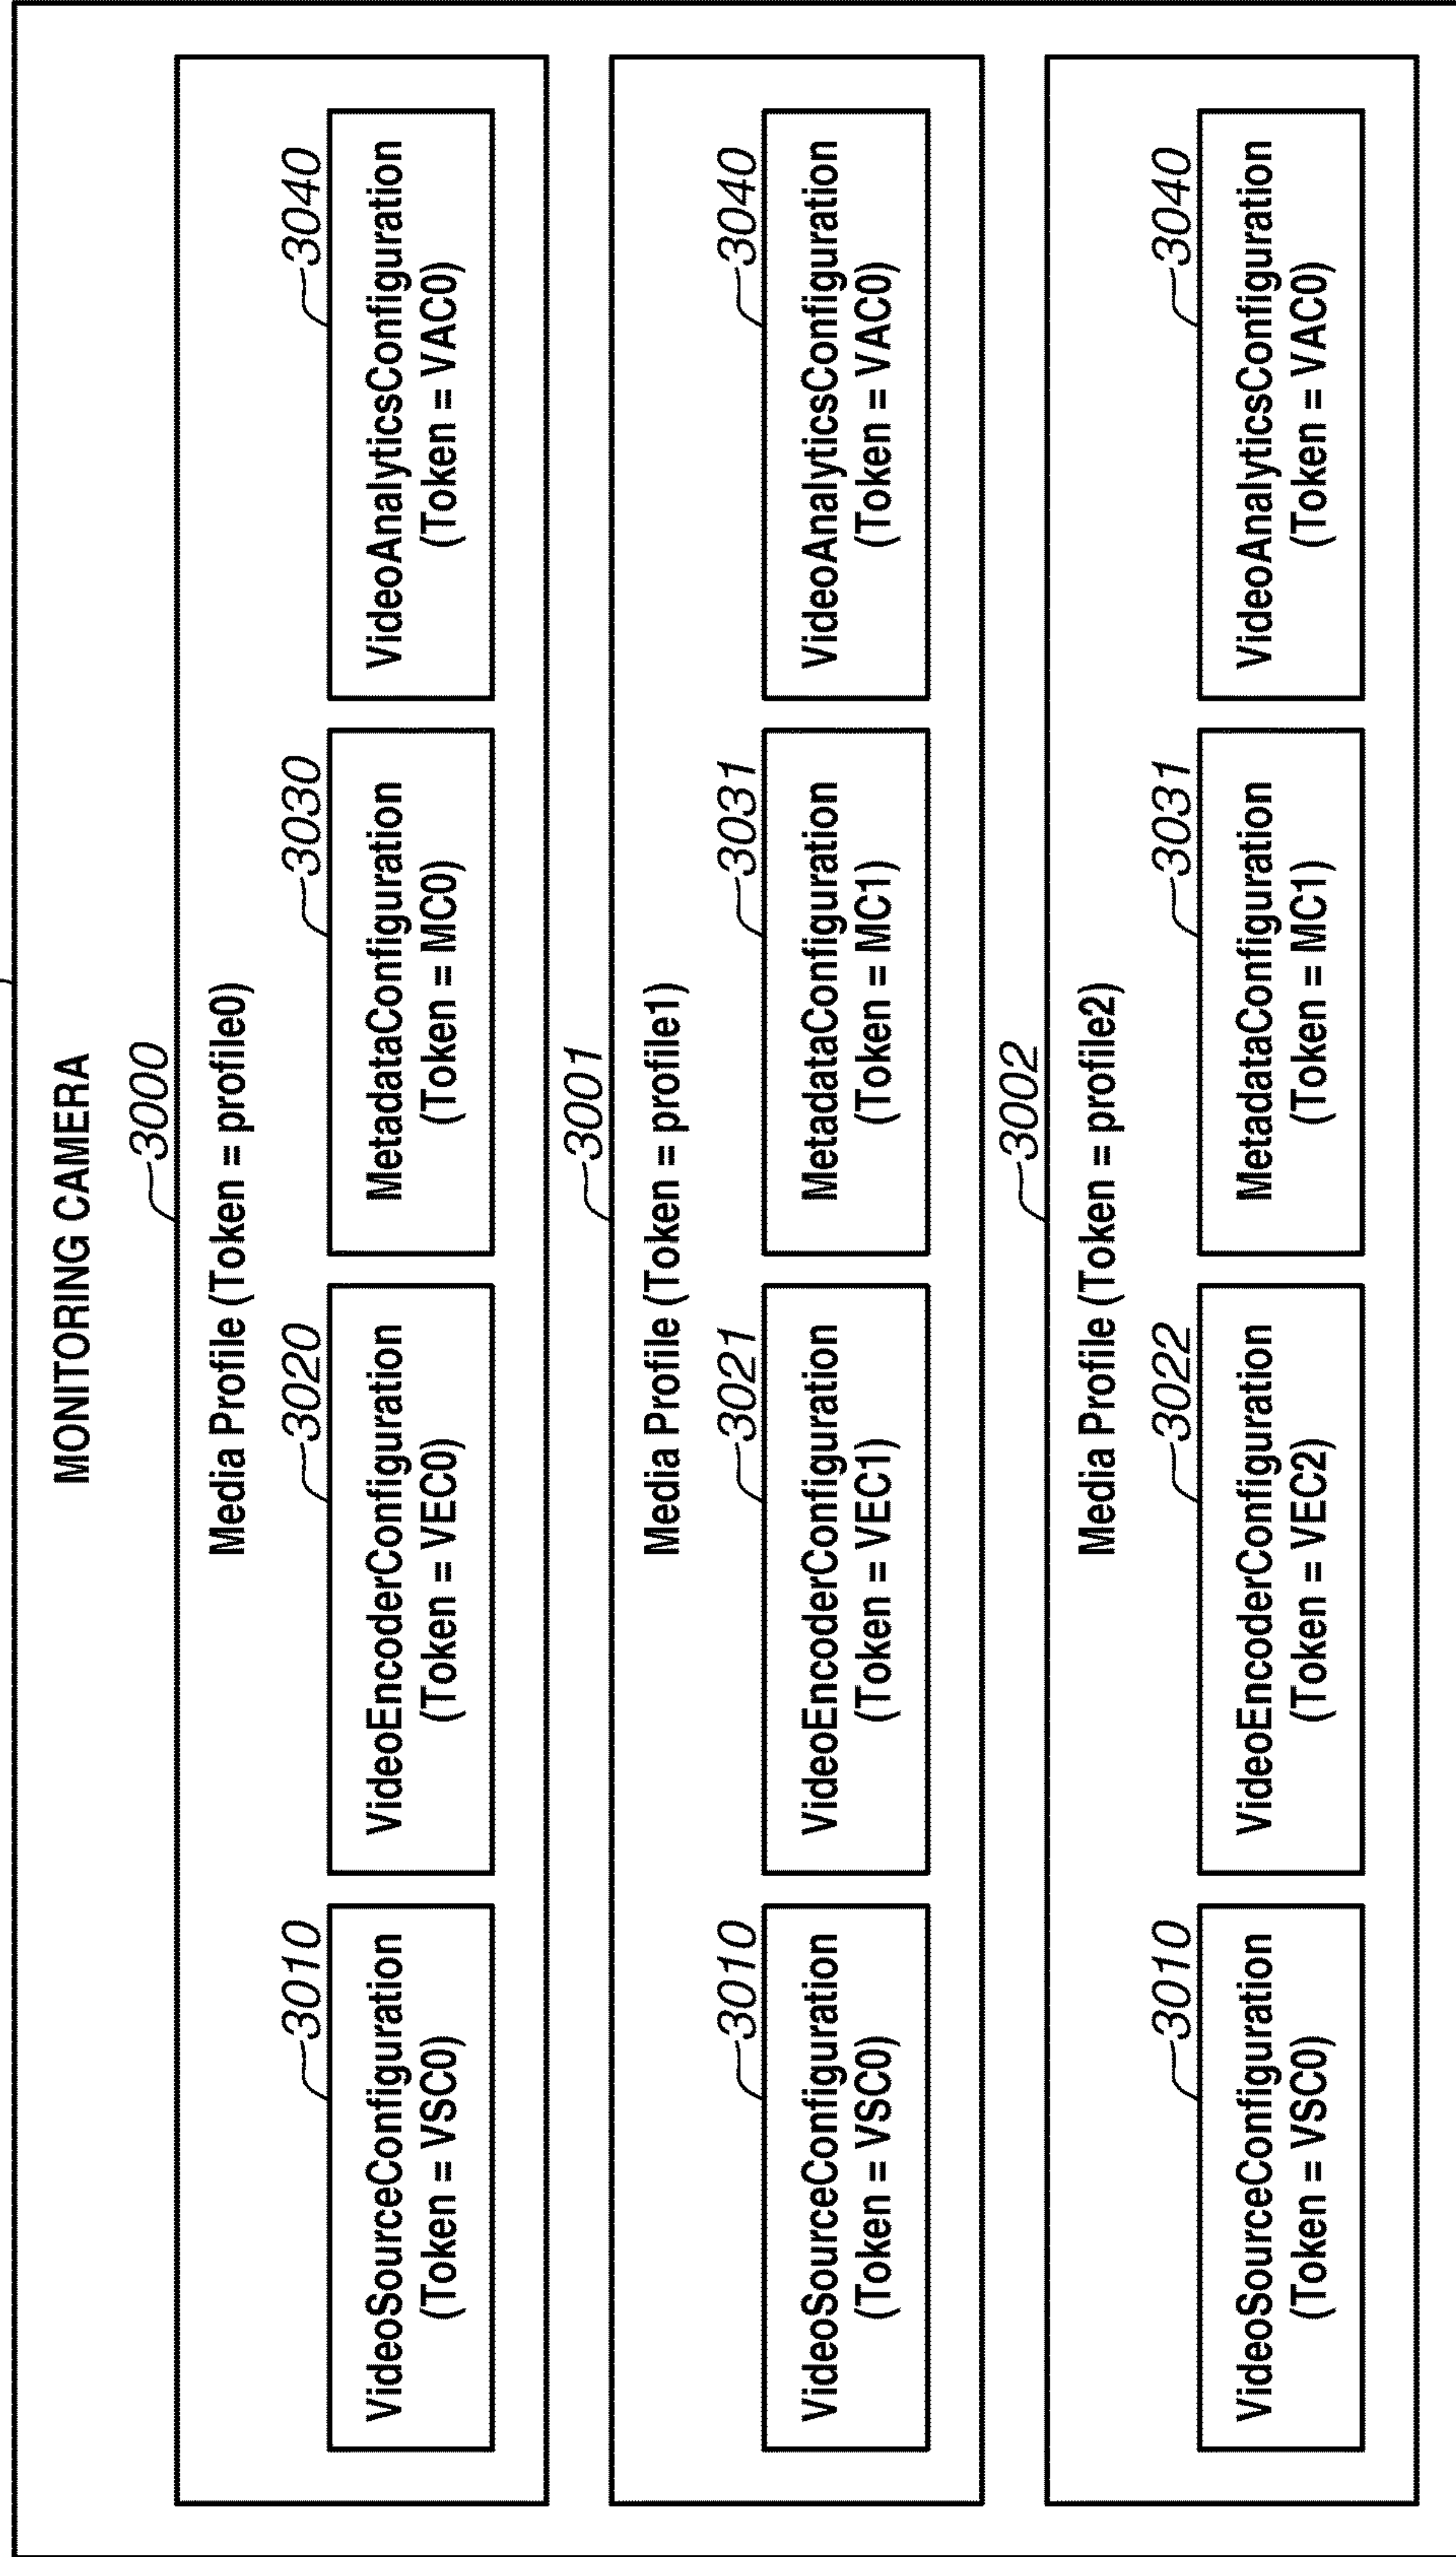 MONITORING CAMERA
3000
Media Profile (Token = profile0)
3010
VideoSourceConfiguration
(Token = VSC0)
3020
VideoEncoderConfiguration
(Token = VEC0)
3030
MetadataConfiguration
(Token = MC0)
3040
VideoAnalyticsConfiguration
(Token = VAC0)
3001
Media Profile (Token = profile1)
3010
VideoSourceConfiguration
(Token = VSC0)
3021
VideoEncoderConfiguration
(Token = VEC1)
3031
MetadataConfiguration
(Token = MC1)
3040
VideoAnalyticsConfiguration
(Token = VAC0)
3002
Media Profile (Token = profile2)
3010
VideoSourceConfiguration
(Token = VSC0)
3022
VideoEncoderConfiguration
(Token = VEC2)
3031
MetadataConfiguration
(Token = MC1)
3040
VideoAnalyticsConfiguration
(Token = VAC0)